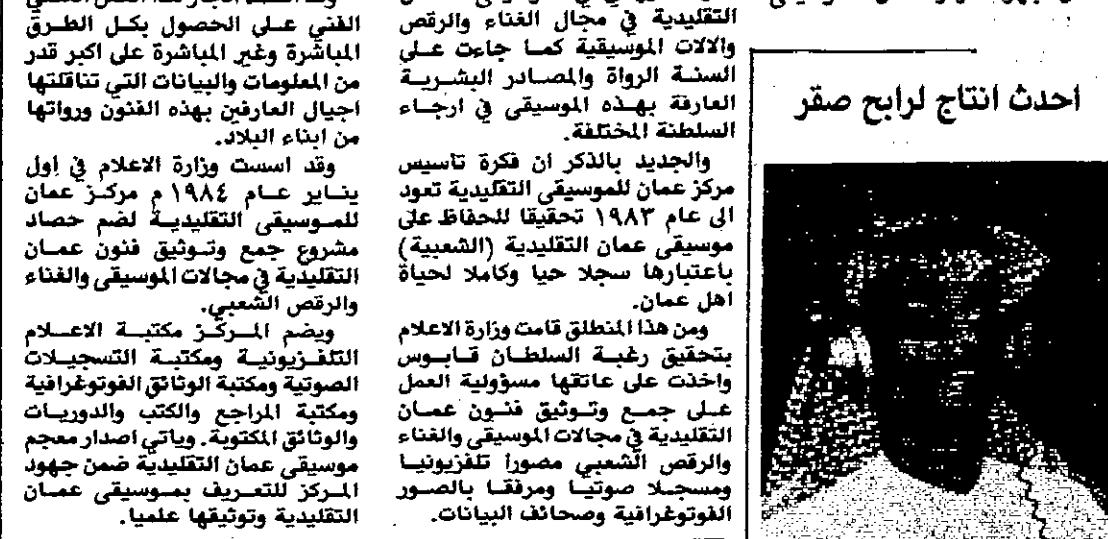 احدث انتاج لرابح صقر
التقليدية في مجال الغناء والرقص
والالات الموسيقية كما جاءت على
السنة الرواة والمصادر البشرية
العارفة بهذه الموسيقى في ارجاء
السلطنة المختلفة.
والجديد بالذكر ان فكرة تاسيس
مركز عمان للموسيقى التقليدية تعود
الى عام ١٩٨٣ تحقيقا للحفاظ على
موسيقى عمان التقليدية (الشعبية)
باعتبارها سجلا حيا وكاملا لحياة
اهل عمان.
ومن هذا المنطلق قامت وزارة الاعلام
بتحقيق رغبة السلطان قابوس
واخذت على عاتقها مسؤولية العمل
على جمع وتوثيق فنون عمان
التقليدية في مجالات الموسيقى والغناء
والرقص الشعبي مصورا تلفزيونيا
ومسجلا صوتيا ومرفقا بالصور
الفوتوغرافية وصحائف البيانات.
الفني على الحصول بكل الطرق
المباشرة وغير المباشرة على اكبر قدر
من المعلومات والبيانات التي تناقلتها
اجيال العارفين بهذه الفنون ورواتها
من ابناء البلاد.
وقد اسست وزارة الاعلام في اول
يناير عام ١٩٨٤ م مركز عمان
للموسيقى التقليدية لضم حصاد
مشروع جمع وتوثيق فنون عمان
التقليدية في مجالات الموسيقى والغناء
والرقص الشعبي.
ويضم المركز مكتبة الاعلام
التلفزيونية ومكتبة التسجيلات
الصوتية ومكتبة الوثائق الفوتوغرافية
ومكتبة المراجع والكتب والدوريات
والوثائق المكتوبة. وياتي اصدار معجم
موسيقى عمان التقليدية ضمن جهود
المركز للتعريف بموسيقى عمان
التقليدية وتوثيقها علميا.